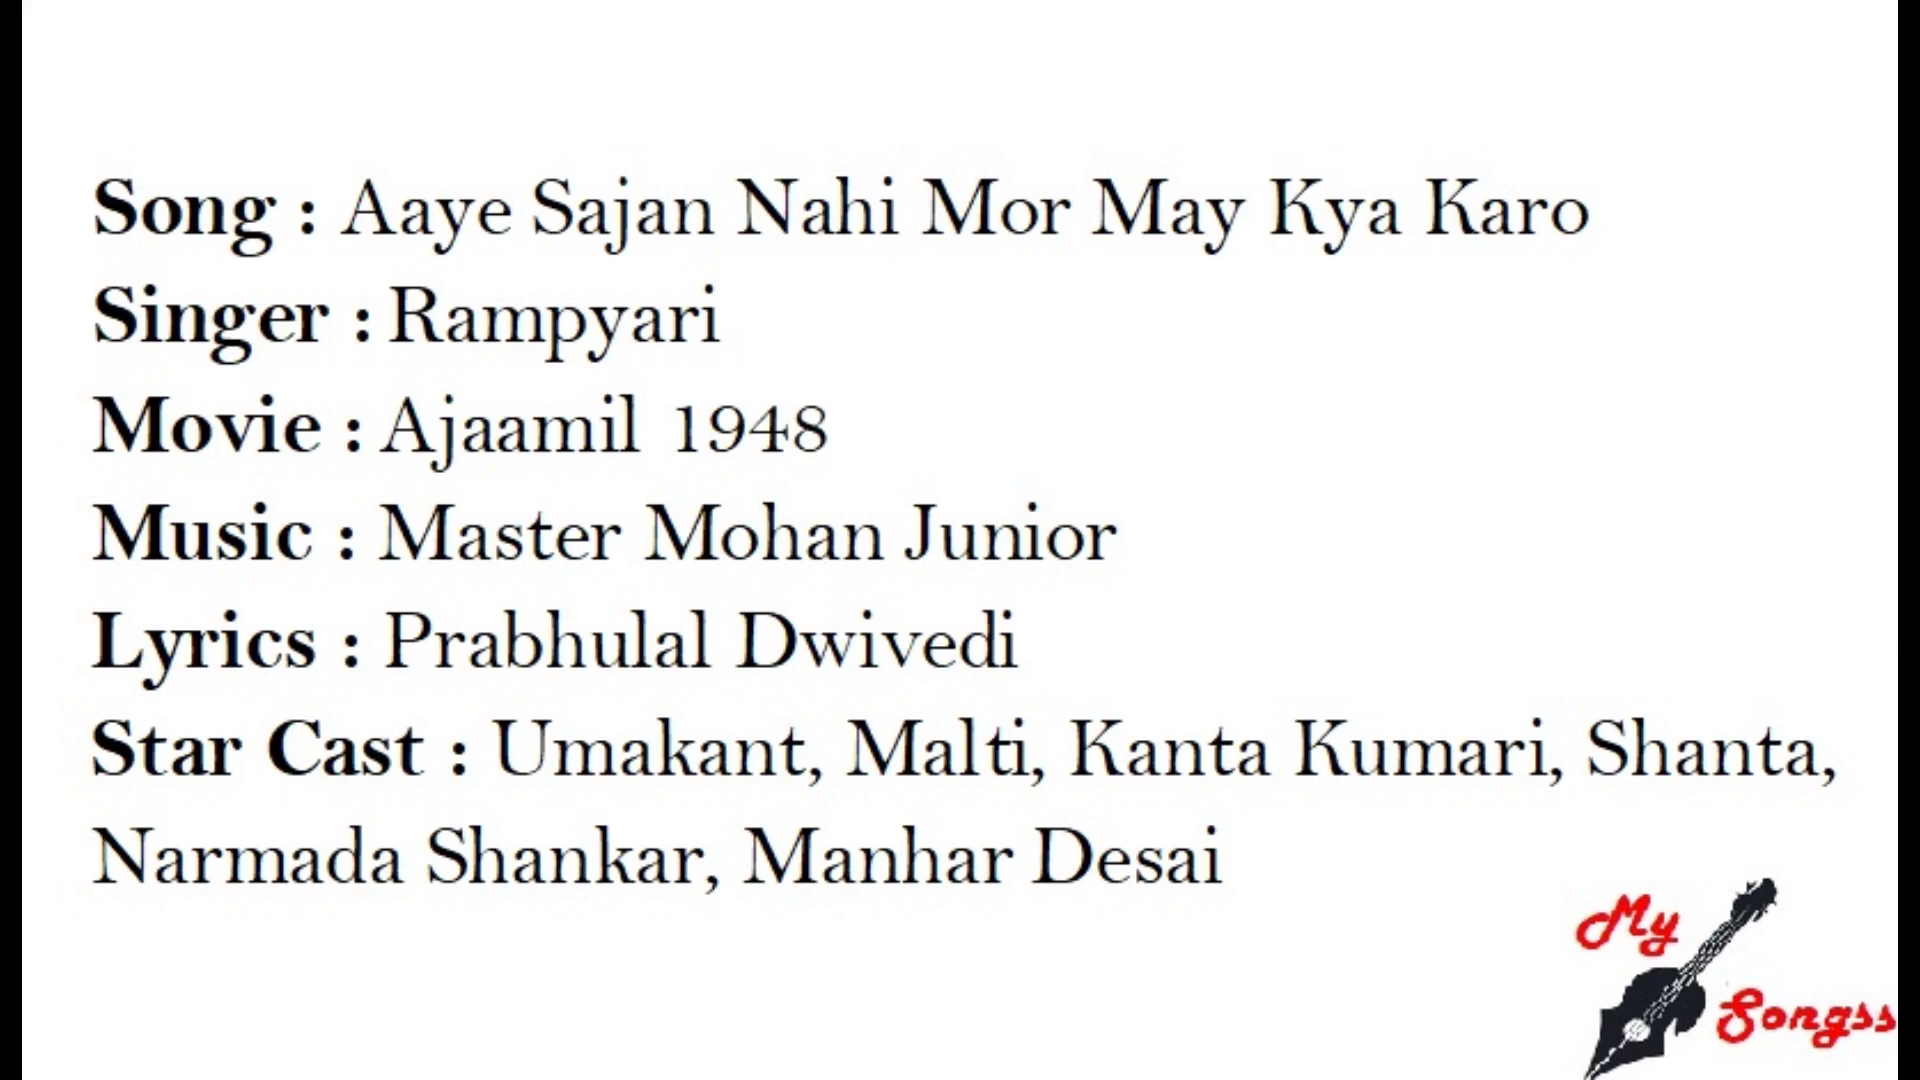 Song : Aaye Sajan Nahi Mor May Kya Karo
Singer : Rampyari
Movie : Ajaamil 1948
Music : Master Mohan Junior
Lyrics : Prabhulal Dwivedi
Star Cast : Umakant, Malti, Kanta Kumari, Shanta,
Narmada Shankar, Manhar Desai
My
Songss